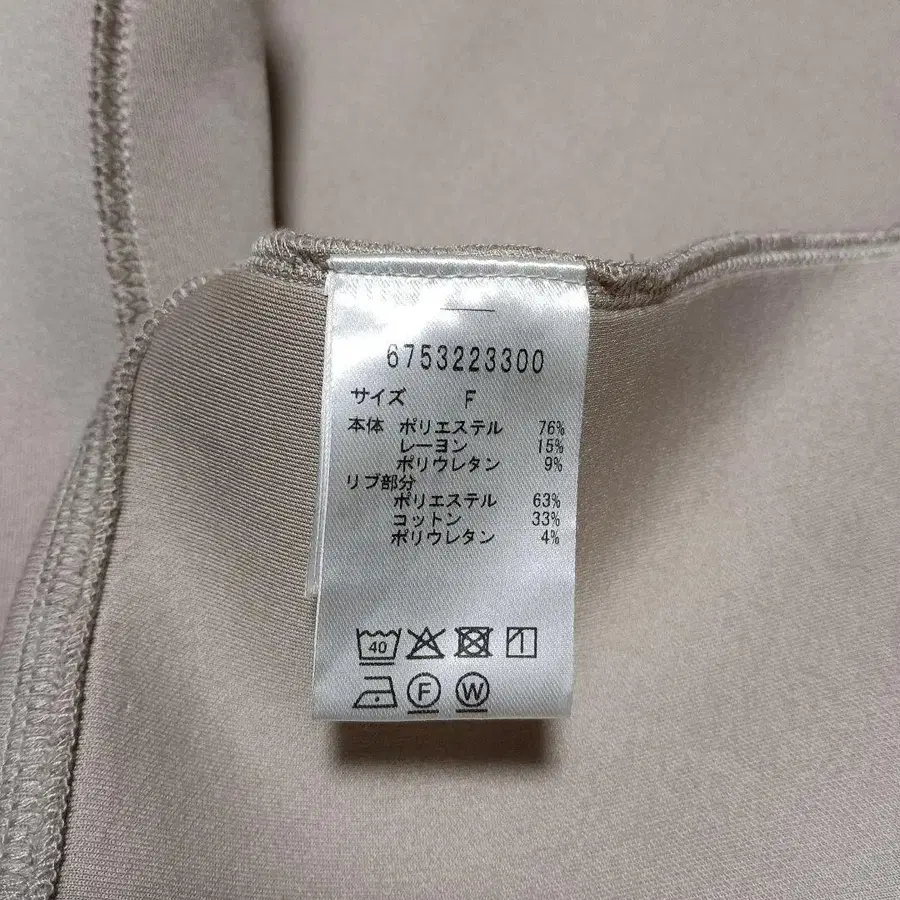 6753223300
サイズ F
本体 ポリエステル 76%
レーヨン 15%
ポリウレタン 9%
リブ部分
ポリエステル 63%
コットン 33%
ポリウレタン 4%
40
F W